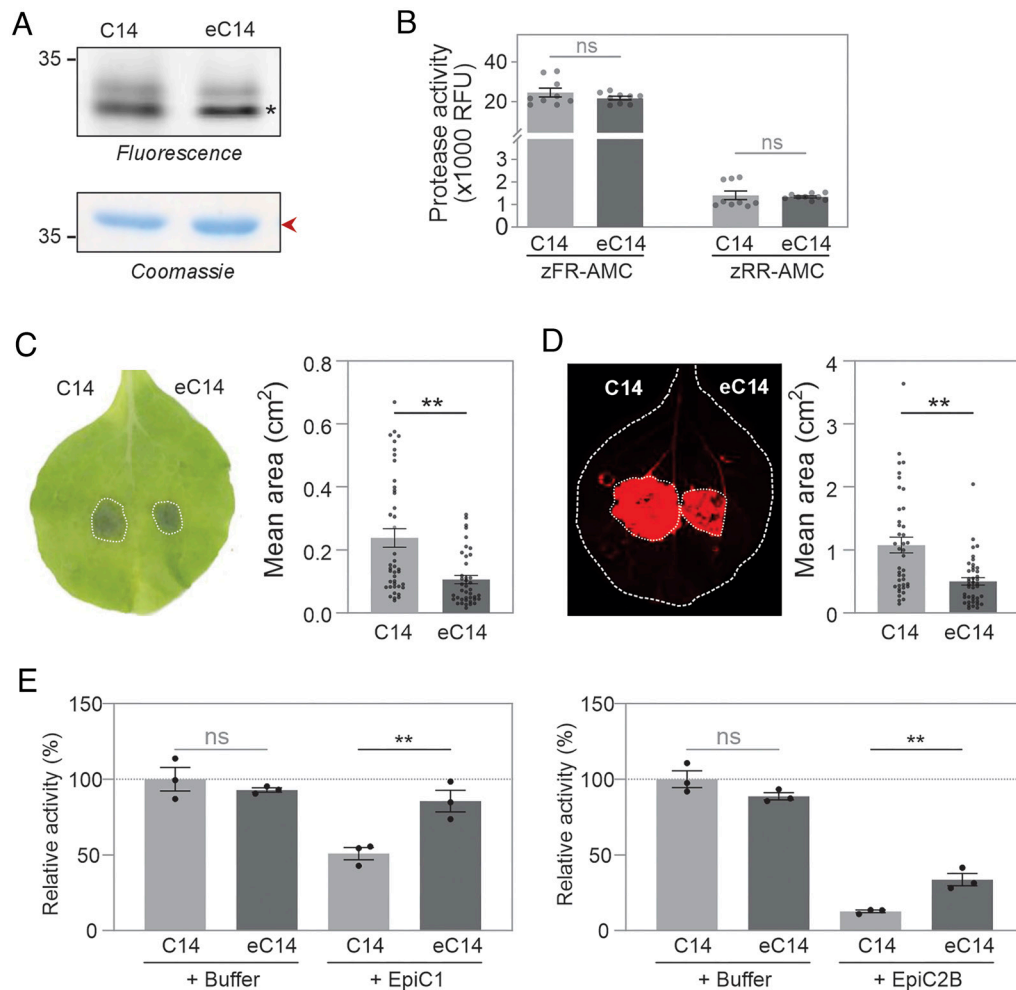 A
C14 eC14
35
*
Fluorescence
35
Coomassie
B
Protease activity
(x1000 RFU)
40
20
3
2
1
0
ns
ns
C14 eC14 C14 eC14
zFR-AMC zRR-AMC
C
C14 eC14
Mean area (cm²)
0.8
0.6
0.4
0.2
0.0
**
C14 eC14
D
C14 eC14
Mean area (cm²)
4
3
2
1
0
**
C14 eC14
E
Relative activity (%)
150
100
50
0
ns **
C14 eC14 C14 eC14
+ Buffer + EpiC1
Relative activity (%)
150
100
50
0
ns **
C14 eC14 C14 eC14
+ Buffer + EpiC2B